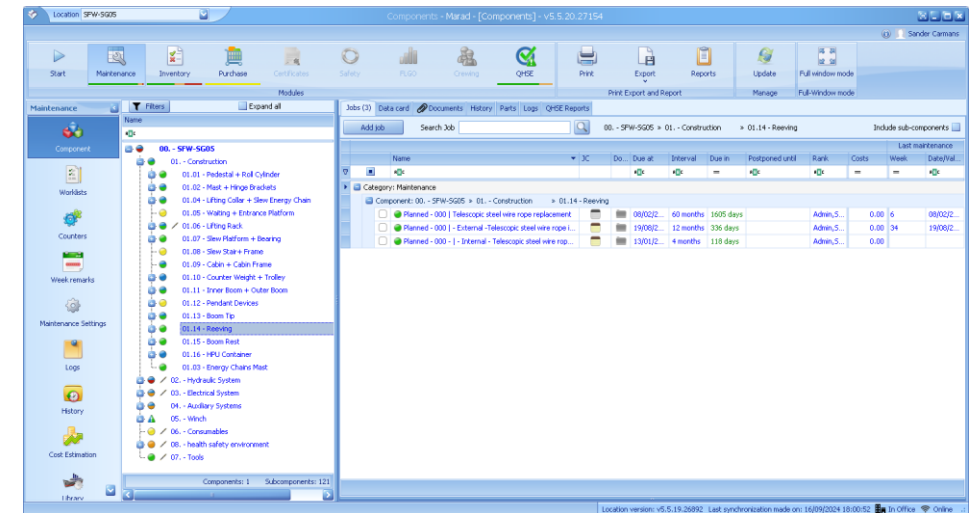 Location SFW-SG05
Components - Marad - [Components] - v5.5.20.27154
Sander Carmans
Start Maintenance Inventory Purchase Certificates Safety PLGO Crewing QHSE Print Export Reports Update Full window mode
Modules Print Export and Report Manage Full-Window mode
Maintenance
Component
Worklists
Counters
Week remarks
Maintenance Settings
Logs
History
Cost Estimation
Library
Filters Expand all
Name
00. - SFW-SG05
01. - Construction
01.01 - Pedestal + Roll Cylinder
01.02 - Mast + Hinge Brackets
01.04 - Lifting Collar + Slew Energy Chain
01.05 - Waiting + Entrance Platform
01.06 - Lifting Rack
01.07 - Slew Platform + Bearing
01.08 - Slew Stair+ Frame
01.09 - Cabin + Cabin Frame
01.10 - Counter Weight + Trolley
01.11 - Inner Boom + Outer Boom
01.12 - Pendant Devices
01.13 - Boom Tip
01.14 - Reeving
01.15 - Boom Rest
01.16 - HPU Container
01.03 - Energy Chains Mast
02. - Hydraulic System
03. - Electrical System
04. - Auxiliary Systems
05. - Winch
06. - Consumables
08. - health safety environment
07. - Tools
Components: 1 Subcomponents: 121
Jobs (3) Data card Documents History Parts Logs QHSE Reports
Add job Search Job 00. - SFW-SG05 » 01. - Construction » 01.14 - Reeving Include sub-components
Last maintenance
Name JC Do... Due at Interval Due in Postponed until Rank Costs Week Date/Val...
Category: Maintenance
Component: 00. - SFW-SG05 » 01. - Construction » 01.14 - Reeving
Planned - 000 | Telescopic steel wire rope replacement 08/02/2... 60 months 1605 days Admin,S... 0.00 6 08/02/2...
Planned - 000 | - External -Telescopic steel wire rope i... 19/08/2... 12 months 336 days Admin,S... 0.00 34 19/08/2...
Planned - 000 - | - Internal - Telescopic steel wire rop... 13/01/2... 4 months 118 days Admin,S... 0.00
Location version: v5.5.19.26892 Last synchronization made on: 16/09/2024 18:00:52 In Office Online